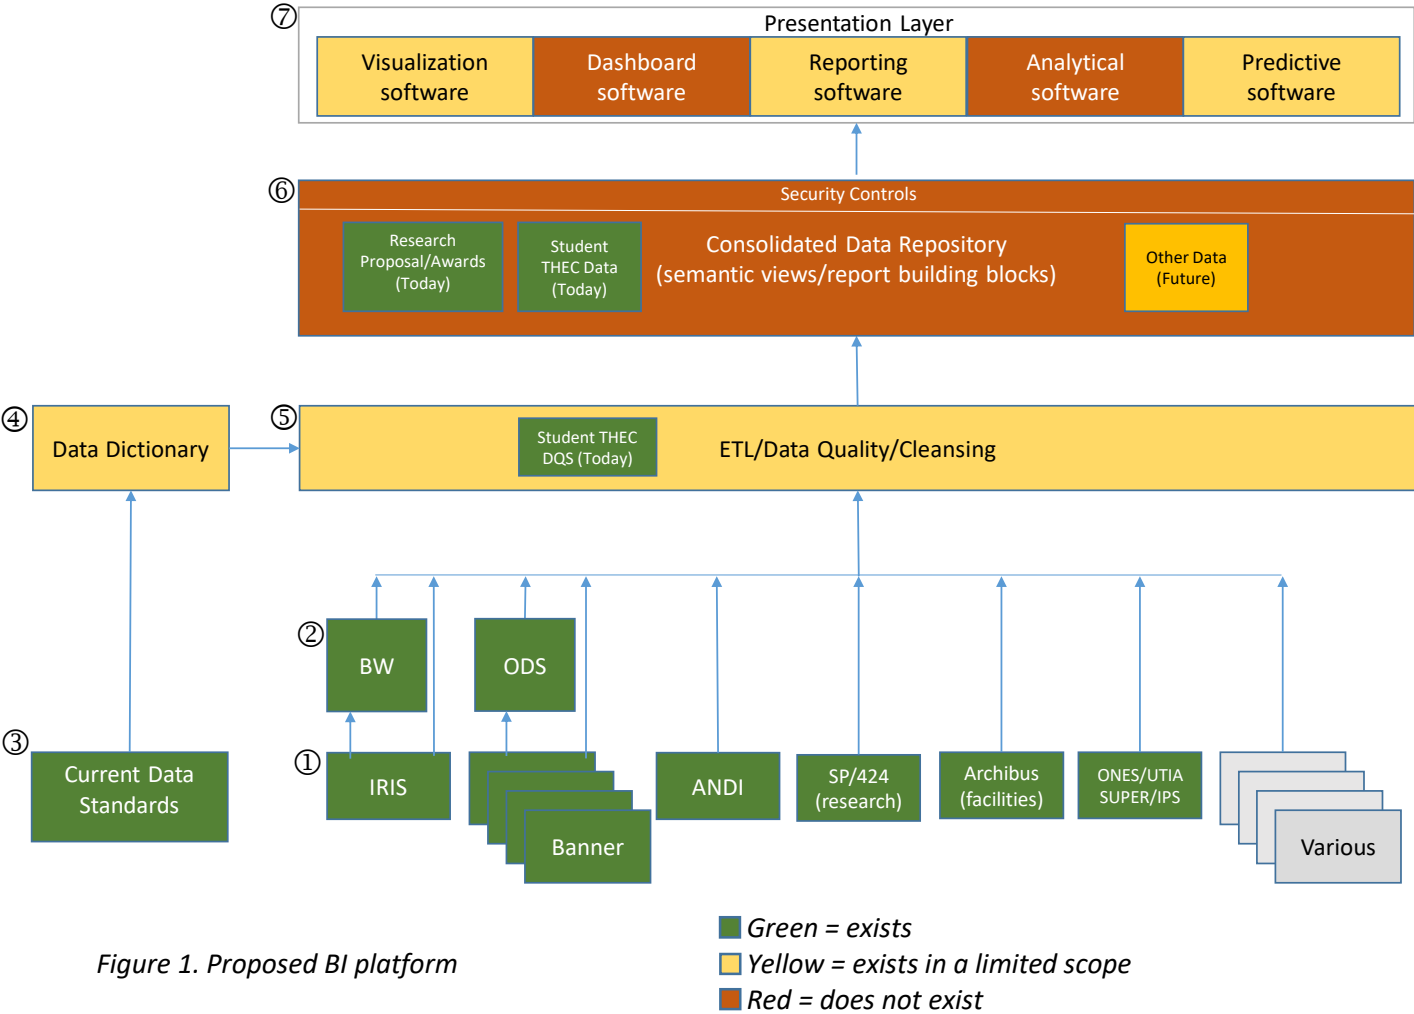 ⑦
Presentation Layer
Visualization
software
Dashboard
software
Reporting
software
Analytical
software
Predictive
software
⑥
Security Controls
Research
Proposal/Awards
(Today)
Student
THEC Data
(Today)
Consolidated Data Repository
(semantic views/report building blocks)
Other Data
(Future)
④
Data Dictionary
⑤
Student THEC
DQS (Today)
ETL/Data Quality/Cleansing
②
BW
ODS
③
Current Data
Standards
①
IRIS
Banner
ANDI
SP/424
(research)
Archibus
(facilities)
ONES/UTIA
SUPER/IPS
Various
Figure 1. Proposed BI platform
Green = exists
Yellow = exists in a limited scope
Red = does not exist